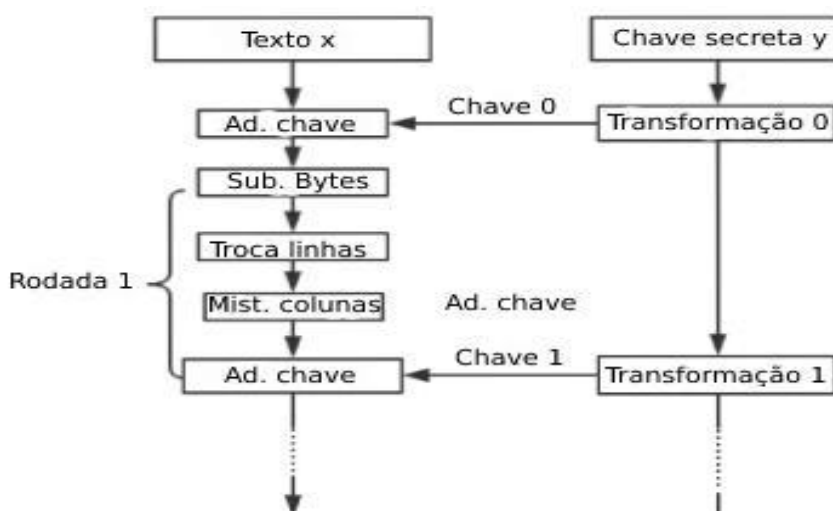 Texto x
Chave secreta y
Chave 0
Ad. chave
Transformação 0
Sub. Bytes
Troca linhas
Rodada 1
Mist. colunas
Ad. chave
Chave 1
Ad. chave
Transformação 1